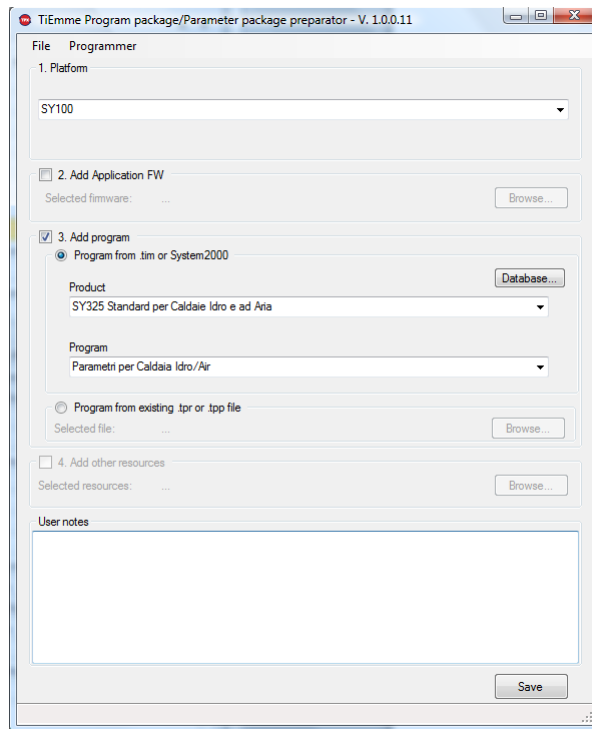 TiEmme Program package/Parameter package preparator - V. 1.0.0.11
File Programmer
1. Platform
SY100
2. Add Application FW
Selected firmware: ... Browse...
3. Add program
Program from .tim or System2000
Database...
Product
SY325 Standard per Caldaie Idro e ad Aria
Program
Parametri per Caldaia Idro/Air
Program from existing .tpr or .tpp file
Selected file: ... Browse...
4. Add other resources
Selected resources: ... Browse...
User notes
Save